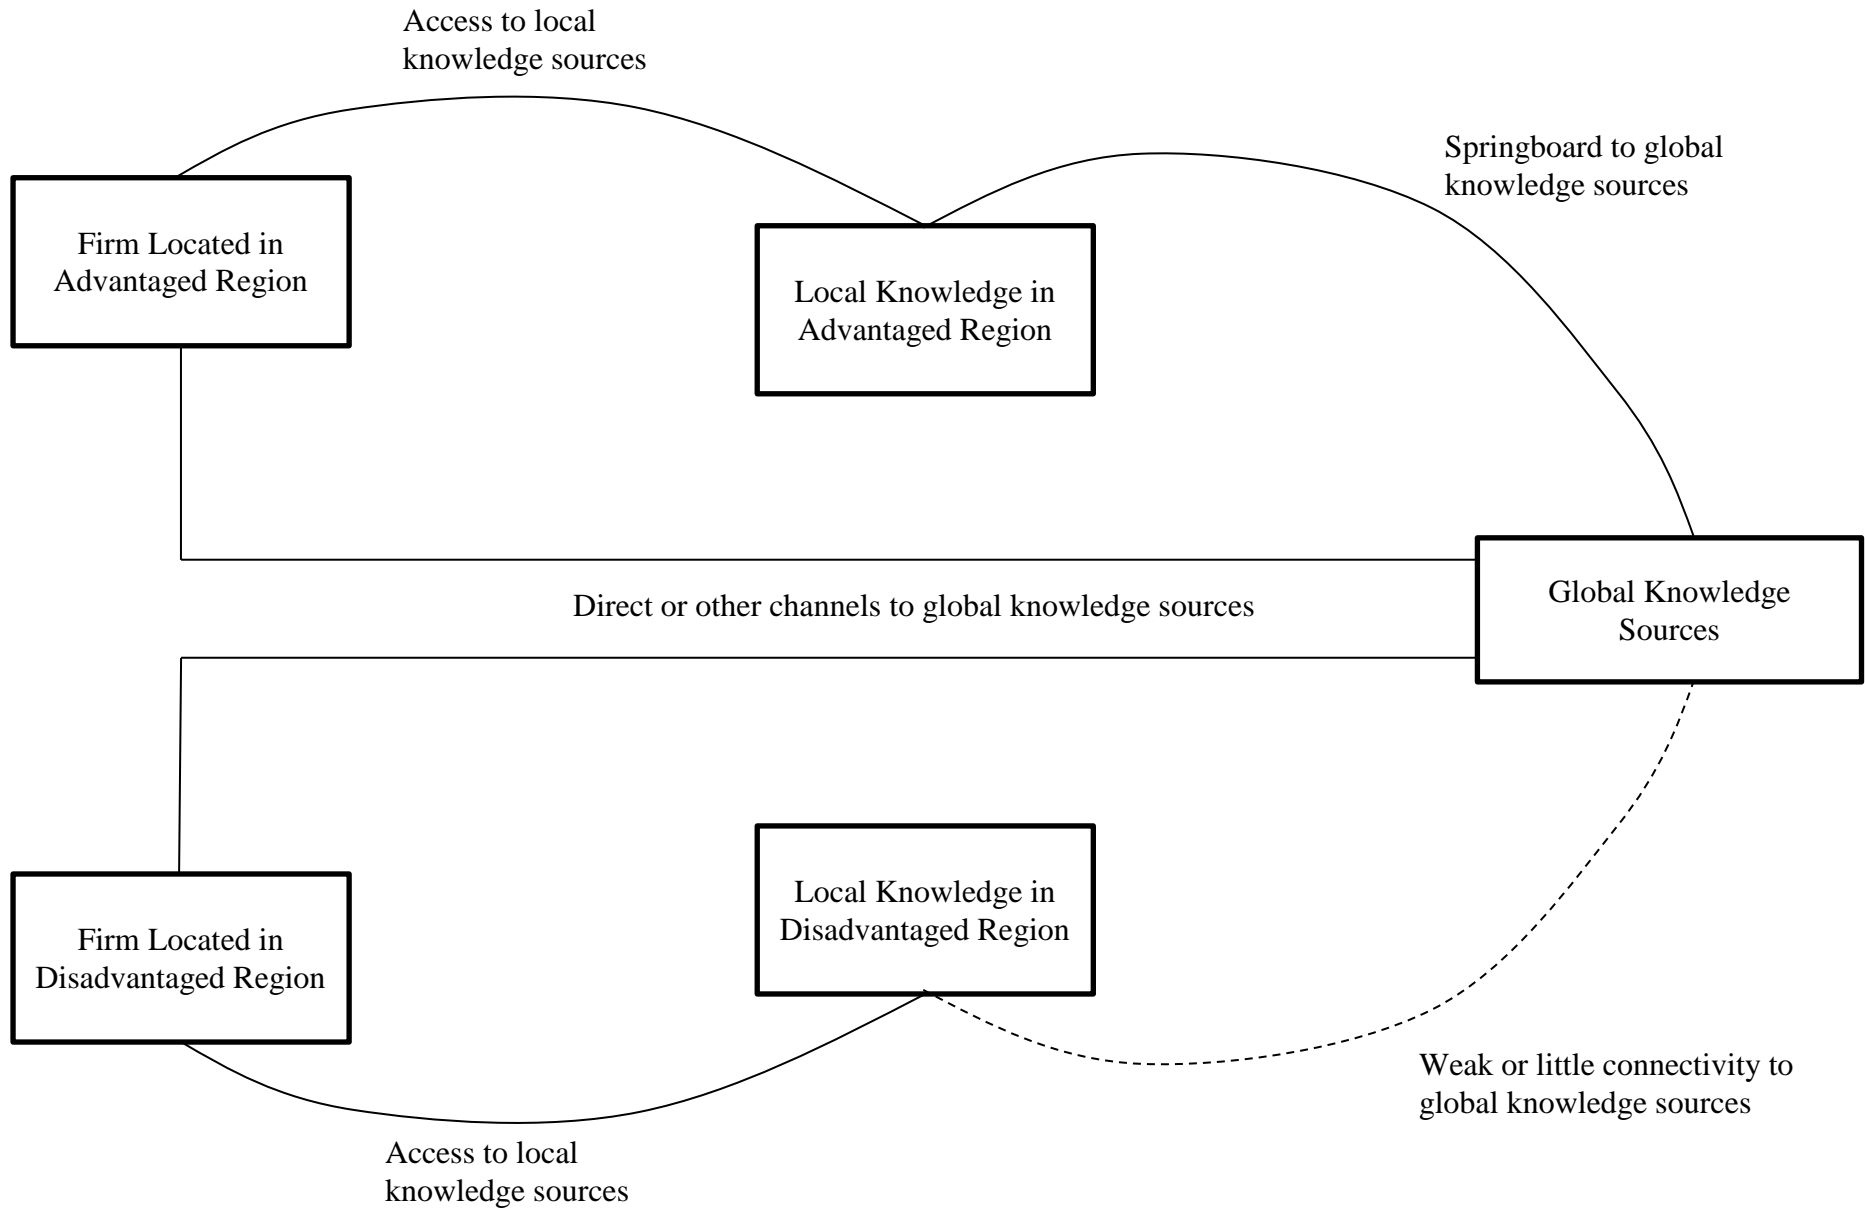 Access to local
knowledge sources
Springboard to global
knowledge sources
Firm Located in
Advantaged Region
Local Knowledge in
Advantaged Region
Direct or other channels to global knowledge sources
Global Knowledge
Sources
Local Knowledge in
Disadvantaged Region
Firm Located in
Disadvantaged Region
Weak or little connectivity to
global knowledge sources
Access to local
knowledge sources